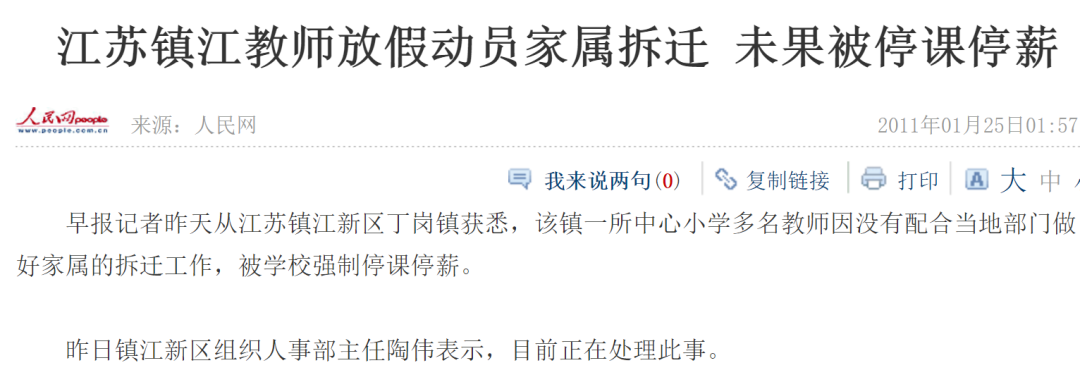 江苏镇江教师放假动员家属拆迁 未果被停课停薪
人民网people
www.people.com.cn
来源：人民网
2011年01月25日01:57
我来说两句(0)
复制链接
打印
A 大 中
早报记者昨天从江苏镇江新区丁岗镇获悉，该镇一所中心小学多名教师因没有配合当地部门做
好家属的拆迁工作，被学校强制停课停薪。
昨日镇江新区组织人事部主任陶伟表示，目前正在处理此事。